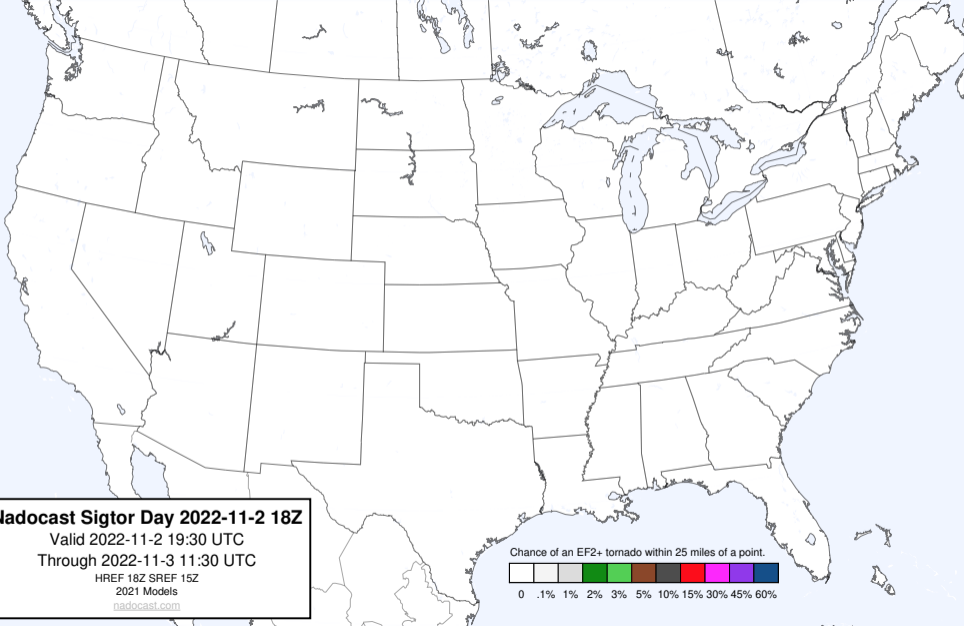 Nadocast Sigtor Day 2022-11-2 18Z
Valid 2022-11-2 19:30 UTC
Through 2022-11-3 11:30 UTC
HREF 18Z SREF 15Z
2021 Models
nadocast.com
Chance of an EF2+ tornado within 25 miles of a point.
0 .1% 1% 2% 3% 5% 10% 15% 30% 45% 60%